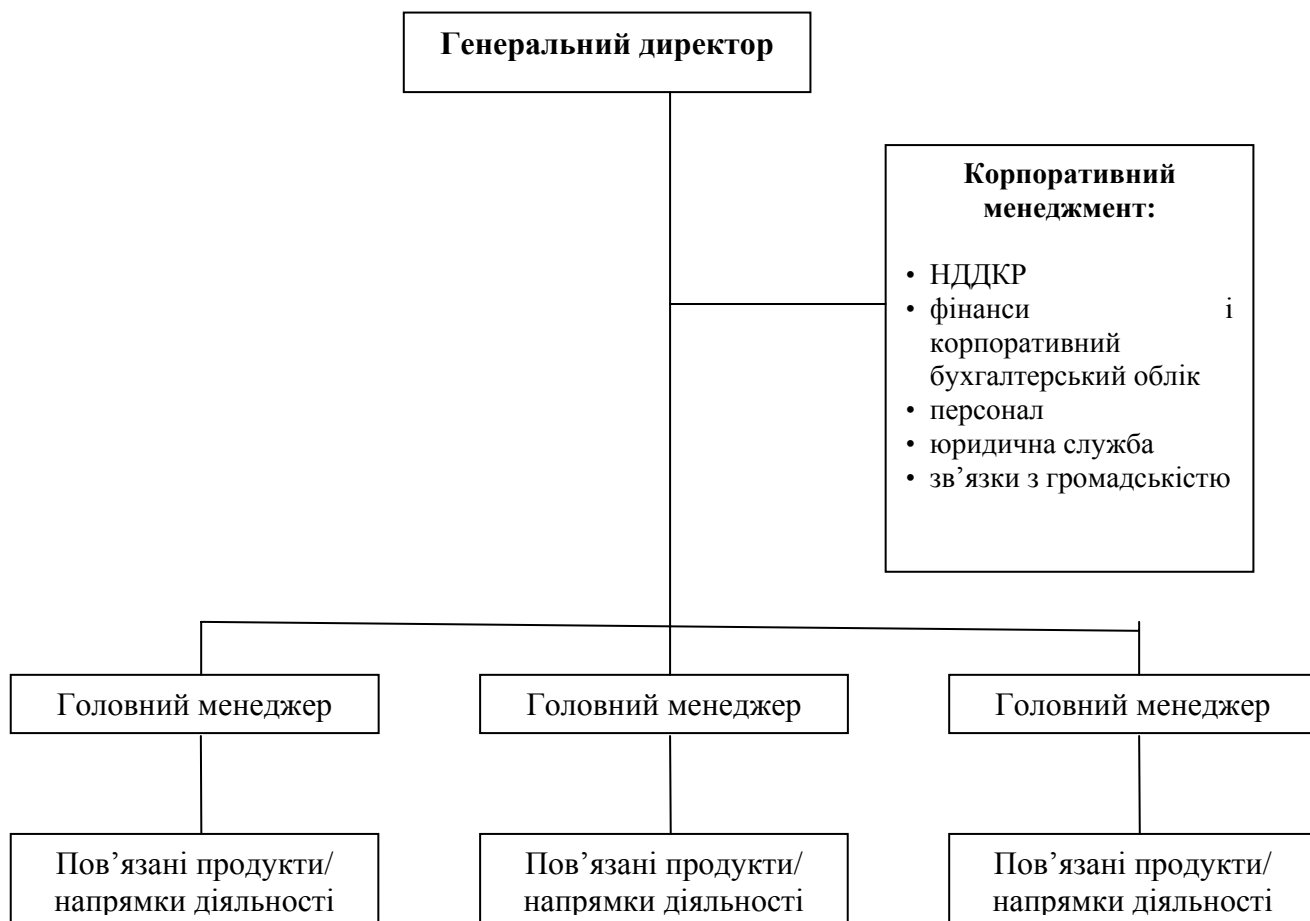 Генеральний директор
Корпоративний
менеджмент:
• НДДКР
• фінанси і
корпоративний
бухгалтерський облік
• персонал
• юридична служба
• зв’язки з громадськістю
Головний менеджер
Головний менеджер
Головний менеджер
Пов’язані продукти/
напрямки діяльності
Пов’язані продукти/
напрямки діяльності
Пов’язані продукти/
напрямки діяльності